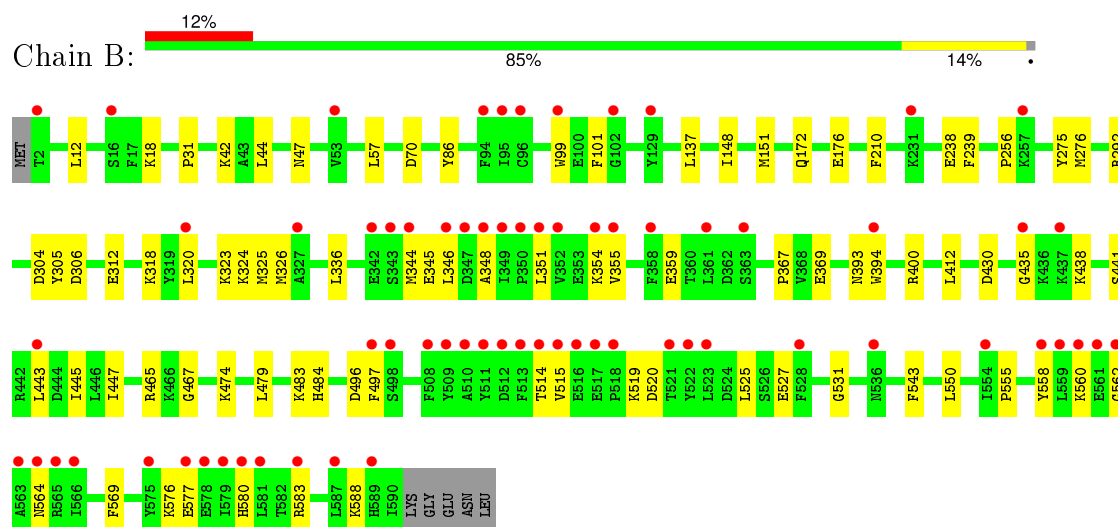 12%
Chain B:
85% 14% •
MET T2 L12 S16 F17 K18 P31 K42 A43 L44 N47 V53 L57 D70 Y86 F94 I95 C96 W99 E100 F101 G102 Y129 L137 I148 M151 Q172 E176 F210 K231 E238 F239 P256 K257 Y275 M276
D304 Y305 D306 E312 K318 Y319 L320 K323 K324 M325 M326 A327 L336 E342 S343 M344 E345 L346 D347 A348 I349 P350 L351 V352 E353 K354 V355 F358 E359 T360 L361 D362 S363 P367 V368 E369 N393 W394 R400 L412 D430 G435 K436 K437 K438 S441
R442 L443 D444 I445 L446 I447 R465 K466 G467 K474 L479 K483 H484 D496 F497 S498 F508 Y509 A510 Y511 D512 F513 T514 V515 E516 E517 P518 K519 D520 T521 Y522 L523 D524 L525 S526 E527 F528 G531 N536 F543 L550 I554 P555 Y558 L559 K560 E561 G562
A563 N564 R565 I566 F569 Y575 K576 E577 E578 I579 H580 L581 T582 R583 L587 K588 H589 I590 LYS GLY GLU ASN LEU